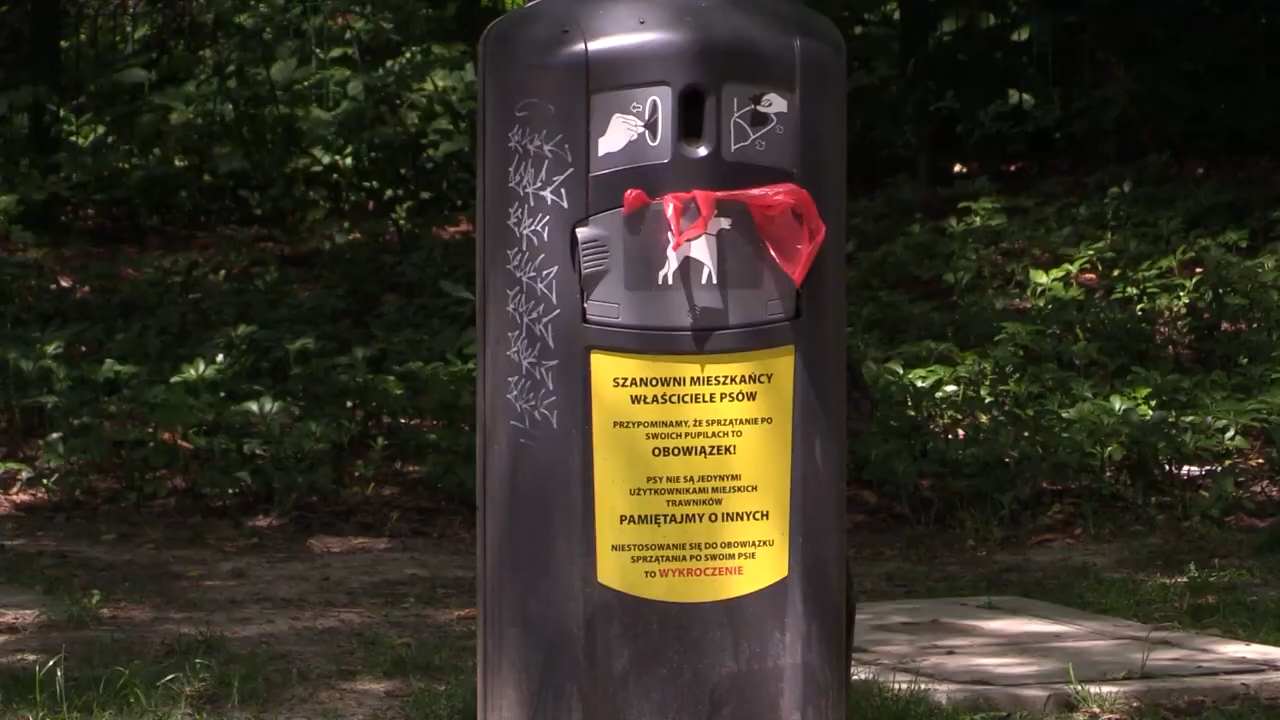 SZANOWNI MIESZKAŃCY
WŁAŚCICIELE PSÓW
PRZYPOMINAMY, ŻE SPRZĄTANIE PO
SWOICH PUPILACH TO
OBOWIĄZEK!
PSY NIE SĄ JEDYNYMI
UŻYTKOWNIKAMI MIEJSKICH
TRAWNIKÓW
PAMIĘTAJMY O INNYCH
NIESTOSOWANIE SIĘ DO OBOWIĄZKU
SPRZĄTANIA PO SWOIM PSIE
TO WYKROCZENIE